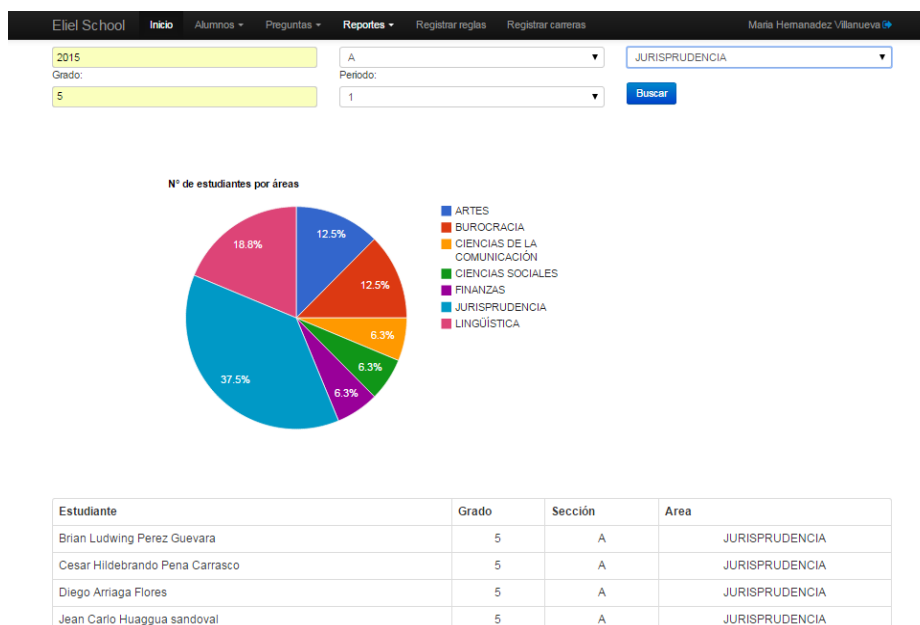 Eliel School Inicio Alumnos Preguntas Reportes Registrar reglas Registrar carreras Maria Hernanadez Villanueva
2015 A JURISPRUDENCIA
Grado: Periodo:
5 1 Buscar
N° de estudiantes por áreas
ARTES
BUROCRACIA
CIENCIAS DE LA
COMUNICACIÓN
CIENCIAS SOCIALES
FINANZAS
JURISPRUDENCIA
LINGÜÍSTICA
12.5%
12.5%
6.3%
6.3%
6.3%
37.5%
18.8%
Estudiante Grado Sección Area
Brian Ludwing Perez Guevara 5 A JURISPRUDENCIA
Cesar Hildebrando Pena Carrasco 5 A JURISPRUDENCIA
Diego Arriaga Flores 5 A JURISPRUDENCIA
Jean Carlo Huaggua sandoval 5 A JURISPRUDENCIA